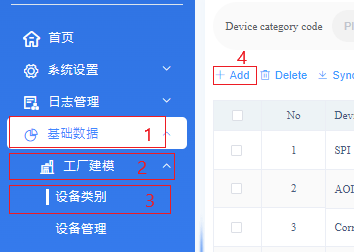 首页
系统设置
日志管理
基础数据 1
工厂建模 2
设备类别 3
设备管理
Device category code
4
+ Add Delete
No
1 SPI
2
3